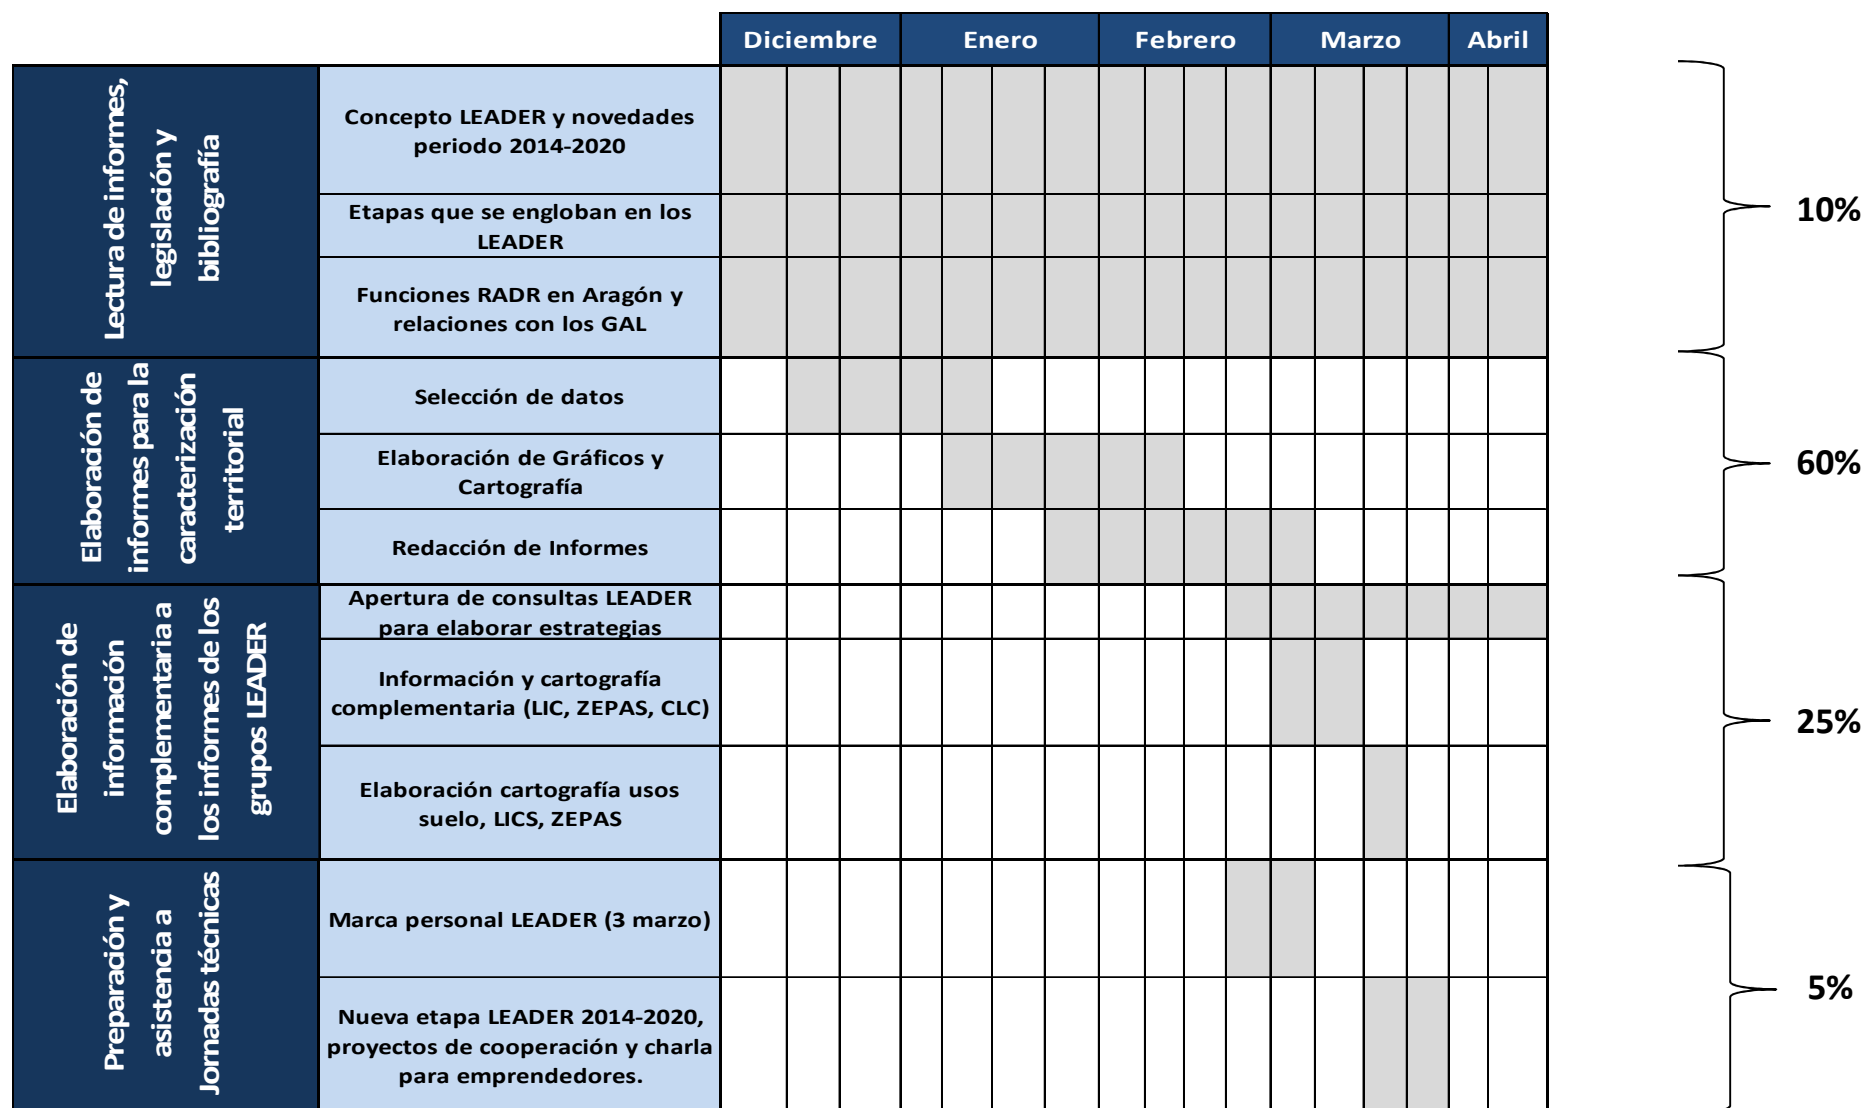 Diciembre Enero Febrero Marzo Abril
Lectura de informes,
legislación y
bibliografía
Concepto LEADER y novedades
periodo 2014-2020
Etapas que se engloban en los
LEADER
Funciones RADR en Aragón y
relaciones con los GAL
10%
Elaboración de
informes para la
caracterización
territorial
Selección de datos
Elaboración de Gráficos y
Cartografía
Redacción de Informes
60%
Elaboración de
información
complementaria a
los informes de los
grupos LEADER
Apertura de consultas LEADER
para elaborar estrategias
Información y cartografía
complementaria (LIC, ZEPAS, CLC)
Elaboración cartografía usos
suelo, LICS, ZEPAS
25%
Preparación y
asistencia a
Jornadas técnicas
Marca personal LEADER (3 marzo)
Nueva etapa LEADER 2014-2020,
proyectos de cooperación y charla
para emprendedores.
5%